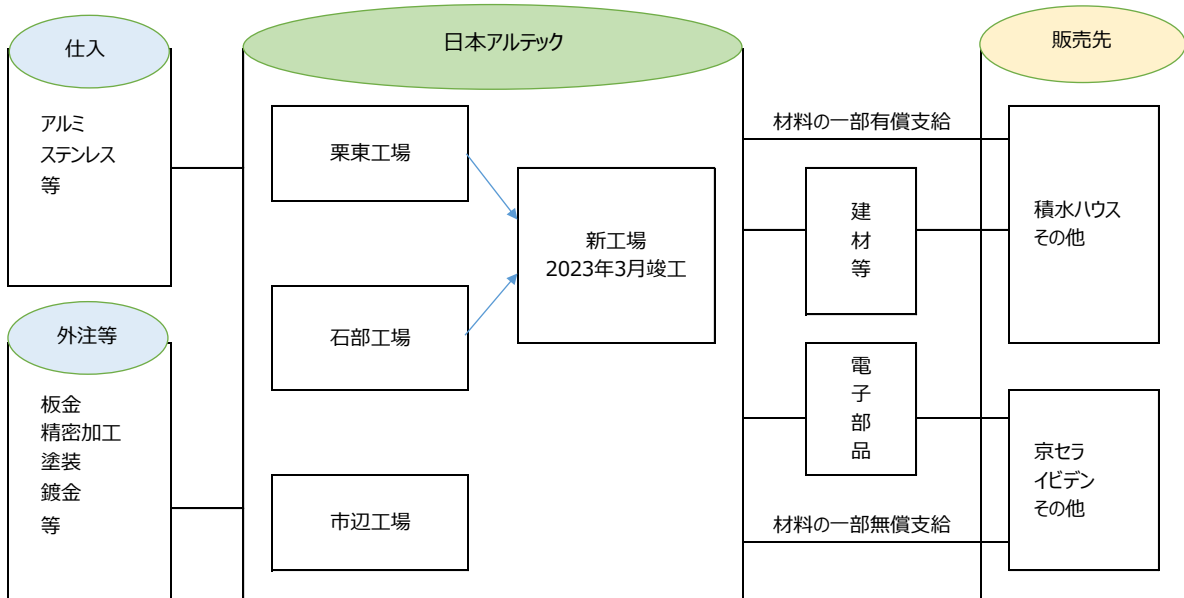 仕入
アルミ
ステンレス
等
外注等
板金
精密加工
塗装
鍍金
等
日本アルテック
栗東工場
石部工場
市辺工場
新工場
2023年3月竣工
材料の一部有償支給
建材等
電子部品
材料の一部無償支給
販売先
積水ハウス
その他
京セラ
イビデン
その他